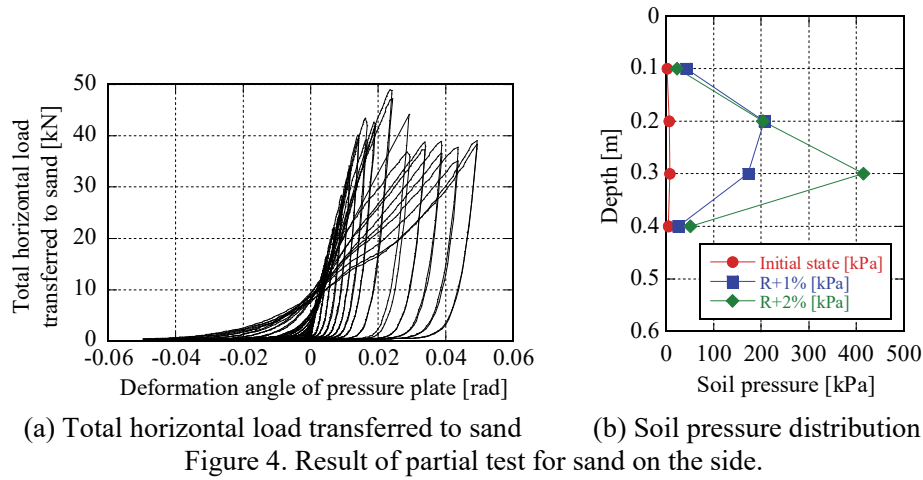 Total horizontal load
transferred to sand [kN]
50
40
30
20
10
0
-0.06 -0.04 -0.02 0 0.02 0.04 0.06
Deformation angle of pressure plate [rad]
(a) Total horizontal load transferred to sand
Depth [m]
0
0.1
0.2
0.3
0.4
0.5
0.6
Initial state [kPa]
R+1% [kPa]
R+2% [kPa]
0 100 200 300 400 500
Soil pressure [kPa]
(b) Soil pressure distribution
Figure 4. Result of partial test for sand on the side.